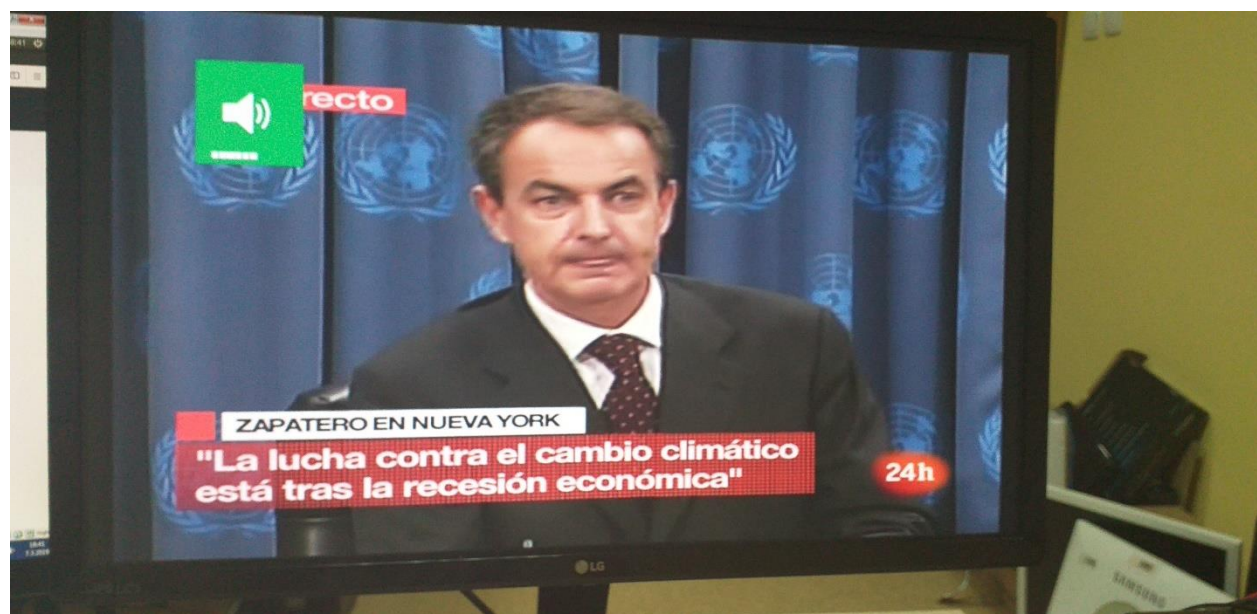 recto
ZAPATERO EN NUEVA YORK
"La lucha contra el cambio climático
está tras la recesión económica"
24h
LG
SAMSUNG